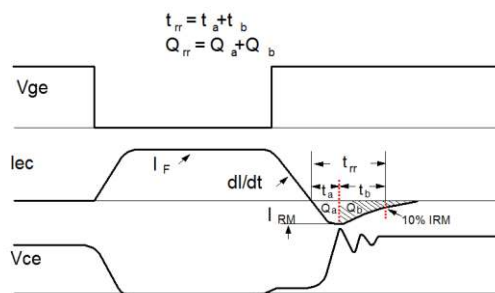 t rr = t a + t b
Q rr = Q a + Q b
Vge
Iec
I F
dI/dt
t rr
t a
t b
Q a
Q b
I RM
10% IRM
Vce